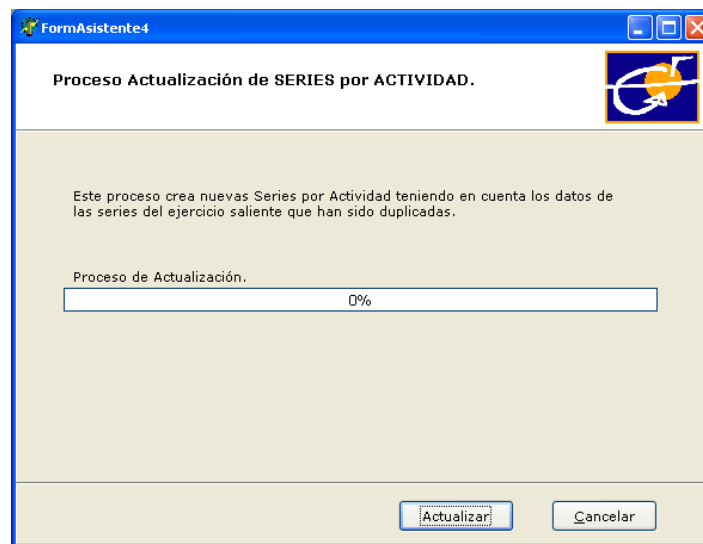 FormAsistente4
Proceso Actualización de SERIES por ACTIVIDAD.
Este proceso crea nuevas Series por Actividad teniendo en cuenta los datos de
las series del ejercicio saliente que han sido duplicadas.
Proceso de Actualización.
0%
Actualizar
Cancelar